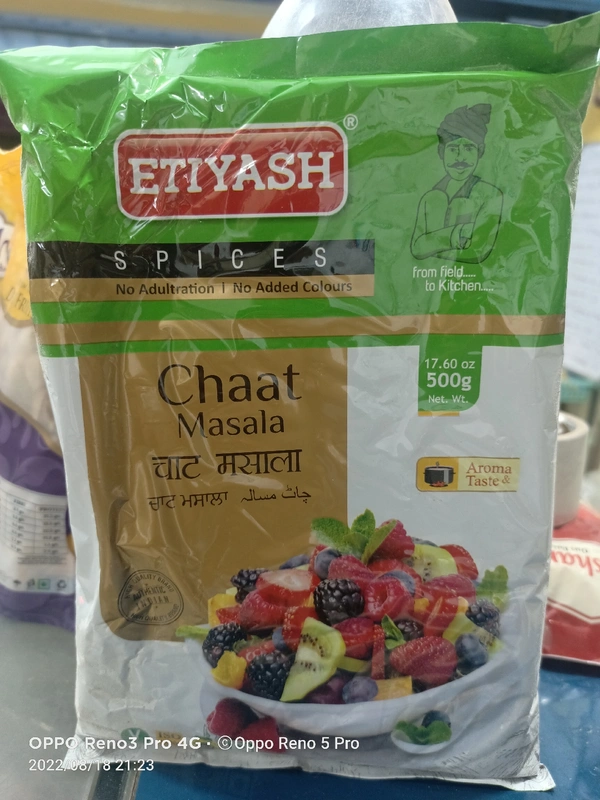 ETIYASH ®
SPICES
No Adultration | No Added Colours
from field.....
to Kitchen.....
Chaat
Masala
चाट मसाला
ਚਾਟ ਮਸਾਲਾ چاٹ مسالہ
17.60 oz
500g
Net. Wt.
Aroma
Taste &
OPPO Reno3 Pro 4G · ©Oppo Reno 5 Pro
2022/08/18 21:23